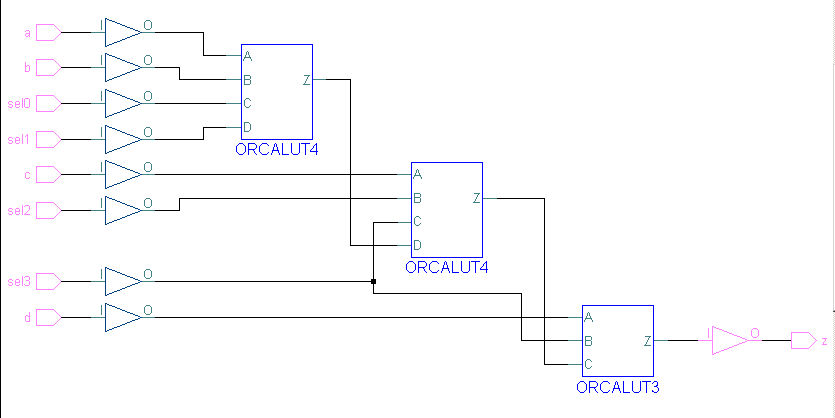 a I O
b I O
sel0 I O
sel1 I O
c I O
sel2 I O
sel3 I O
d I O
A
B Z
C
D
ORCALUT4
A
B Z
C
D
ORCALUT4
A
B Z
C
ORCALUT3
I O z